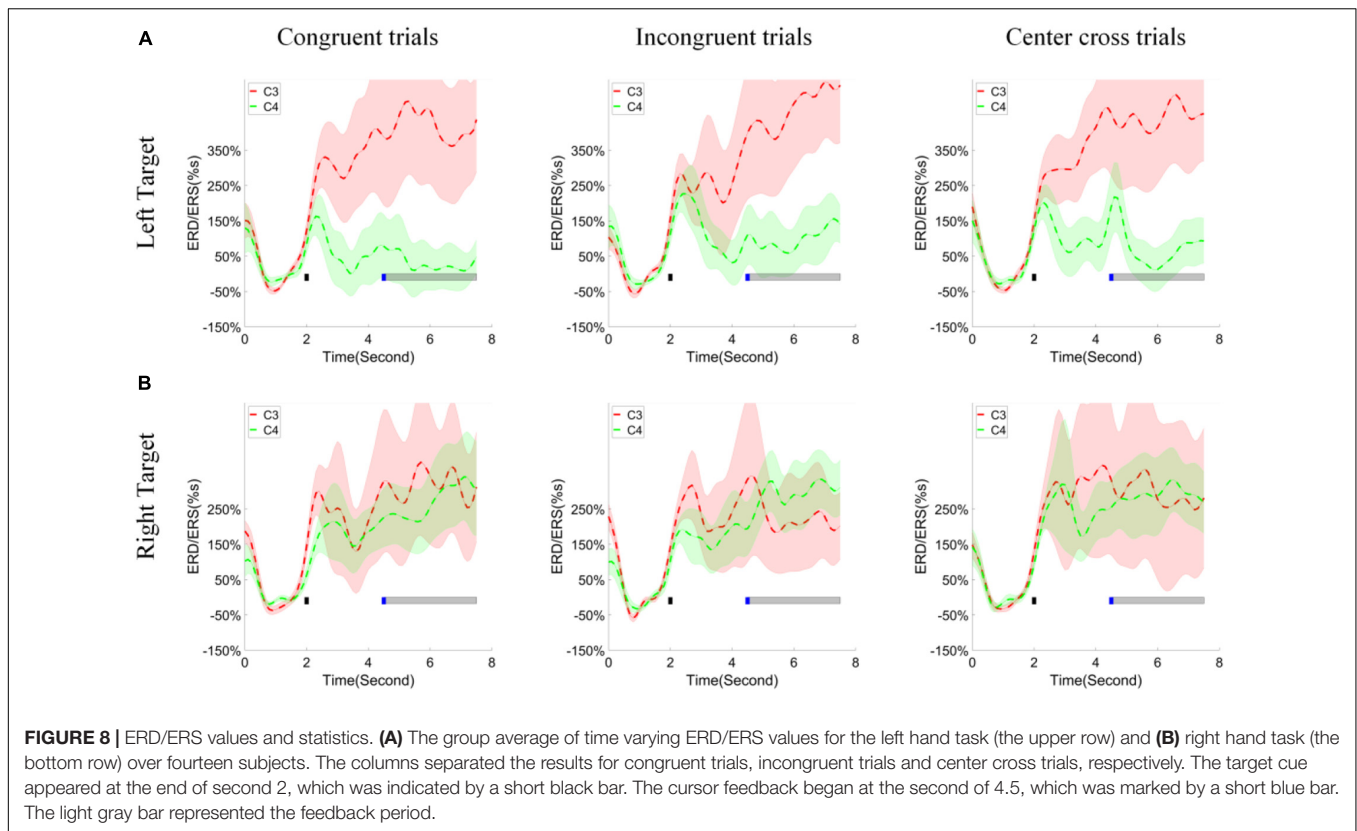 A
Congruent trials
Incongruent trials
Center cross trials
Left Target
C3
C4
ERD/ERS(%s)
350%
250%
150%
50%
-50%
-150%
0 2 4 6 8
Time(Second)
C3
C4
ERD/ERS(%s)
350%
250%
150%
50%
-50%
-150%
0 2 4 6 8
Time(Second)
C3
C4
ERD/ERS(%s)
350%
250%
150%
50%
-50%
-150%
0 2 4 6 8
Time(Second)
B
Right Target
C3
C4
ERD/ERS(%s)
250%
150%
50%
-50%
-150%
0 2 4 6 8
Time(Second)
C3
C4
ERD/ERS(%s)
250%
150%
50%
-50%
-150%
0 2 4 6 8
Time(Second)
C3
C4
ERD/ERS(%s)
250%
150%
50%
-50%
-150%
0 2 4 6 8
Time(Second)
FIGURE 8 | ERD/ERS values and statistics. (A) The group average of time varying ERD/ERS values for the left hand task (the upper row) and (B) right hand task (the
bottom row) over fourteen subjects. The columns separated the results for congruent trials, incongruent trials and center cross trials, respectively. The target cue
appeared at the end of second 2, which was indicated by a short black bar. The cursor feedback began at the second of 4.5, which was marked by a short blue bar.
The light gray bar represented the feedback period.